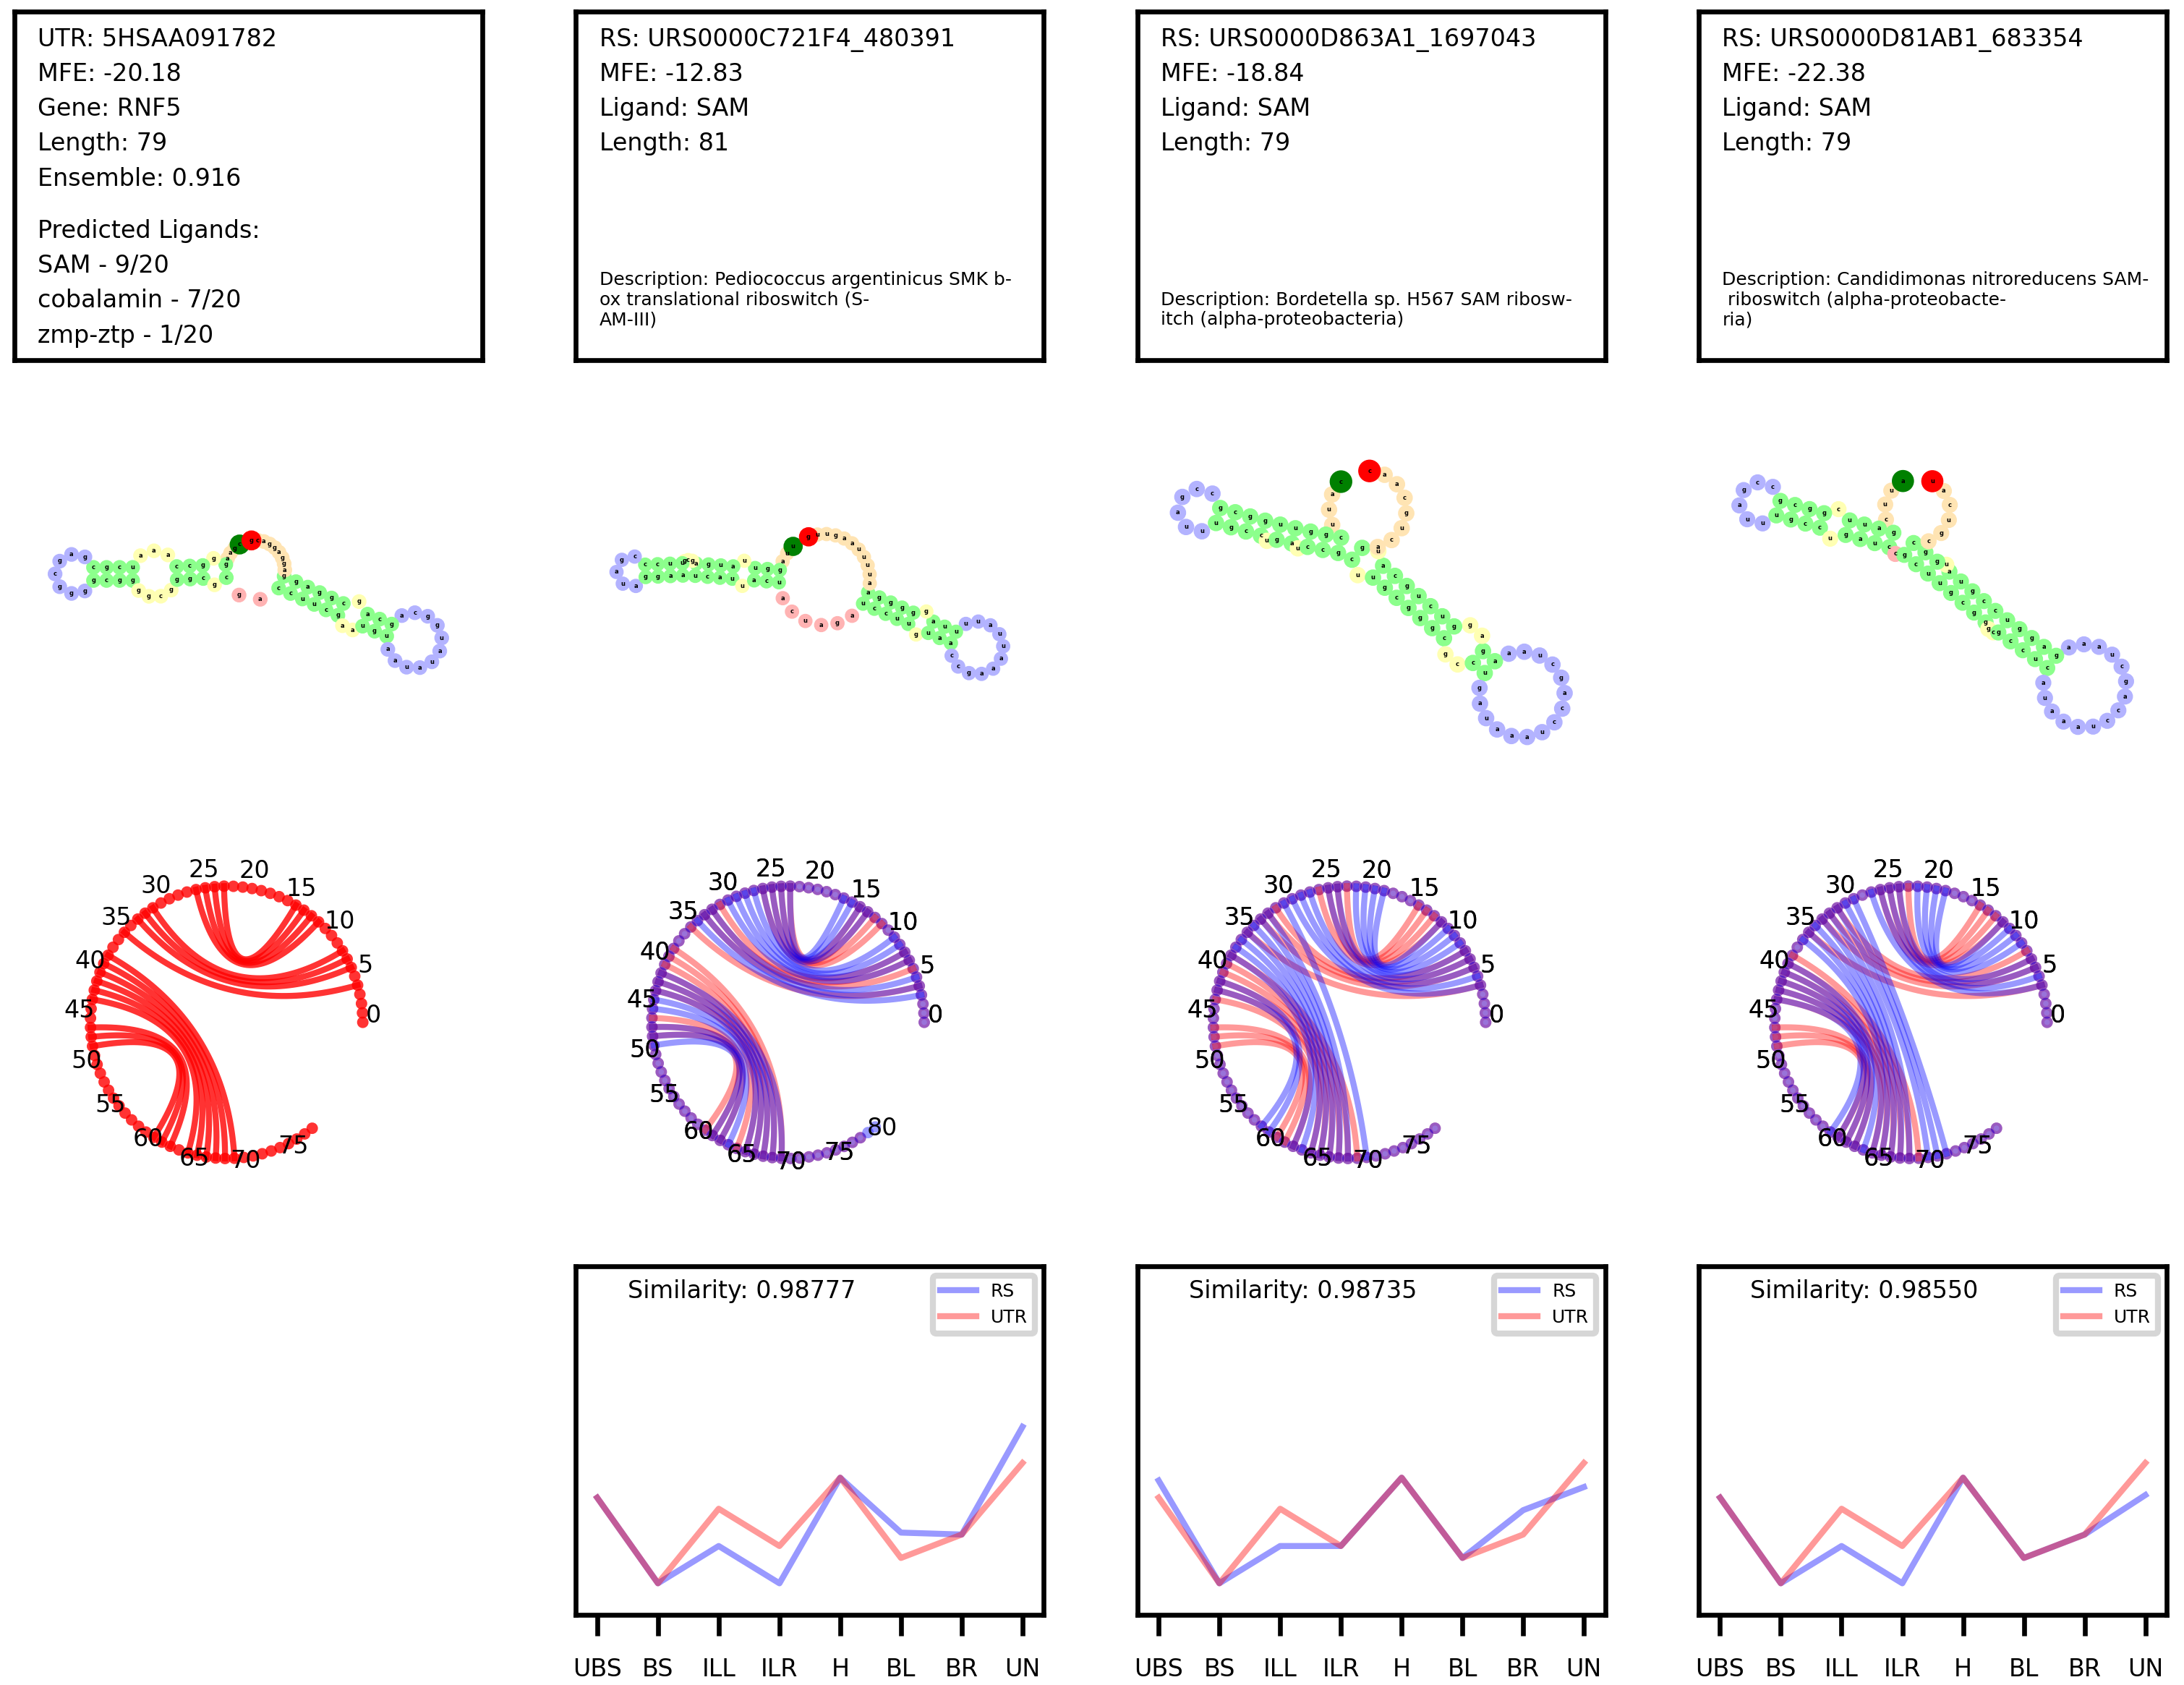 UTR: 5HSAA091782
MFE: -20.18
Gene: RNF5
Length: 79
Ensemble: 0.916
Predicted Ligands:
SAM - 9/20
cobalamin - 7/20
zmp-ztp - 1/20
RS: URS0000C721F4_480391
MFE: -12.83
Ligand: SAM
Length: 81
Description: Pediococcus argentinicus SMK b-
ox translational riboswitch (S-
AM-III)
RS: URS0000D863A1_1697043
MFE: -18.84
Ligand: SAM
Length: 79
Description: Bordetella sp. H567 SAM ribosw-
itch (alpha-proteobacteria)
RS: URS0000D81AB1_683354
MFE: -22.38
Ligand: SAM
Length: 79
Description: Candidimonas nitroreducens SAM-
riboswitch (alpha-proteobacte-
ria)
0 5 10 15 20 25 30 35 40 45 50 55 60 65 70 75
0 5 10 15 20 25 30 35 40 45 50 55 60 65 70 75 80
0 5 10 15 20 25 30 35 40 45 50 55 60 65 70 75
0 5 10 15 20 25 30 35 40 45 50 55 60 65 70 75
Similarity: 0.98777
RS
UTR
UBS BS ILL ILR H BL BR UN
Similarity: 0.98735
RS
UTR
UBS BS ILL ILR H BL BR UN
Similarity: 0.98550
RS
UTR
UBS BS ILL ILR H BL BR UN